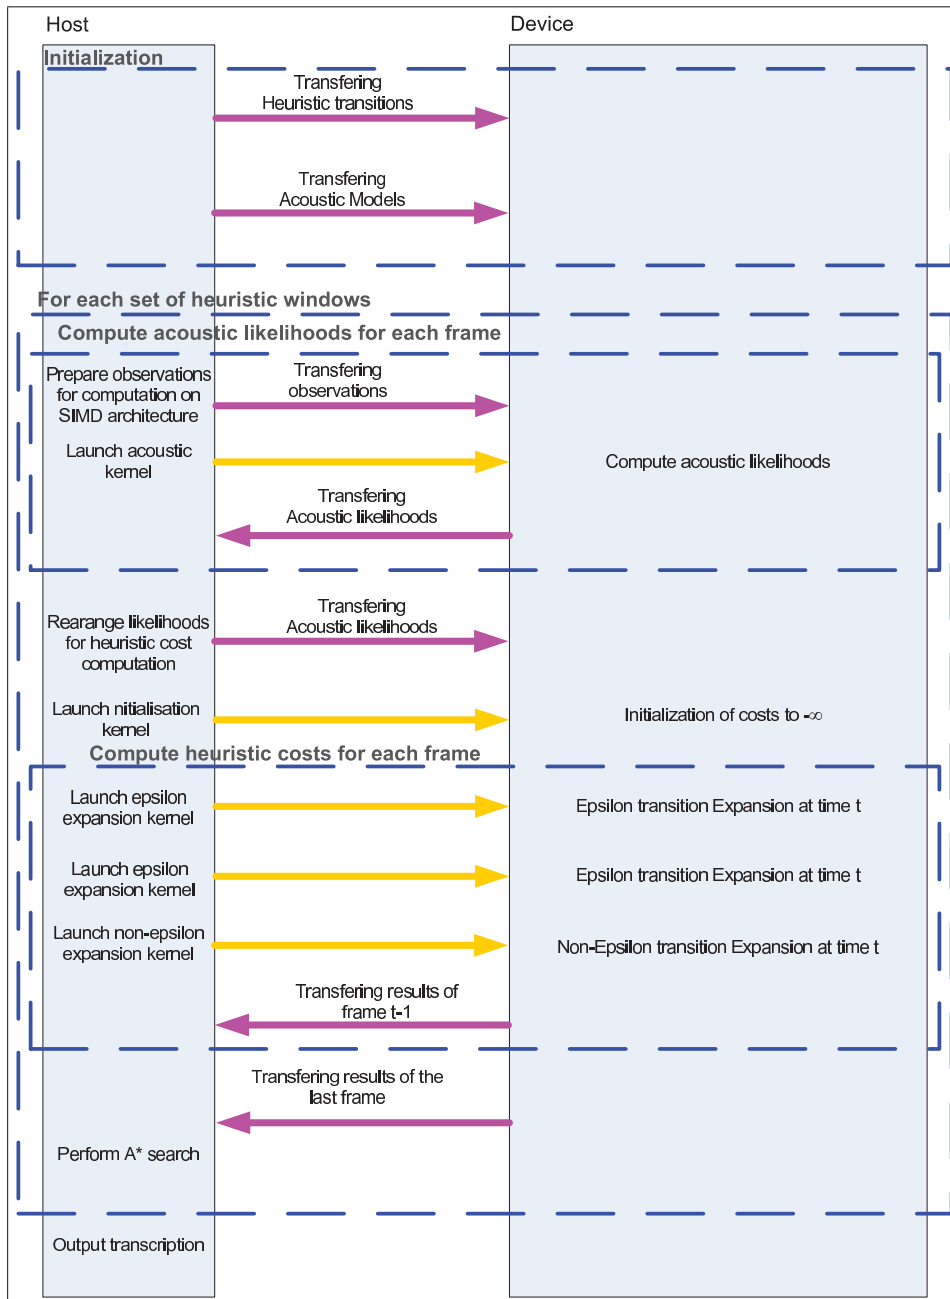 Host
Device
Initialization
Transfering
Heuristic transitions
Transfering
Acoustic Models
For each set of heuristic windows
Compute acoustic likelihoods for each frame
Prepare observations
for computation on
SIMD architecture
Transfering
observations
Launch acoustic
kernel
Compute acoustic likelihoods
Transfering
Acoustic likelihoods
Rearange likelihoods
for heuristic cost
computation
Transfering
Acoustic likelihoods
Launch nitialisation
kernel
Initialization of costs to -∞
Compute heuristic costs for each frame
Launch epsilon
expansion kernel
Epsilon transition Expansion at time t
Launch epsilon
expansion kernel
Epsilon transition Expansion at time t
Launch non-epsilon
expansion kernel
Non-Epsilon transition Expansion at time t
Transfering results of
frame t-1
Transfering results of the
last frame
Perform A* search
Output transcription